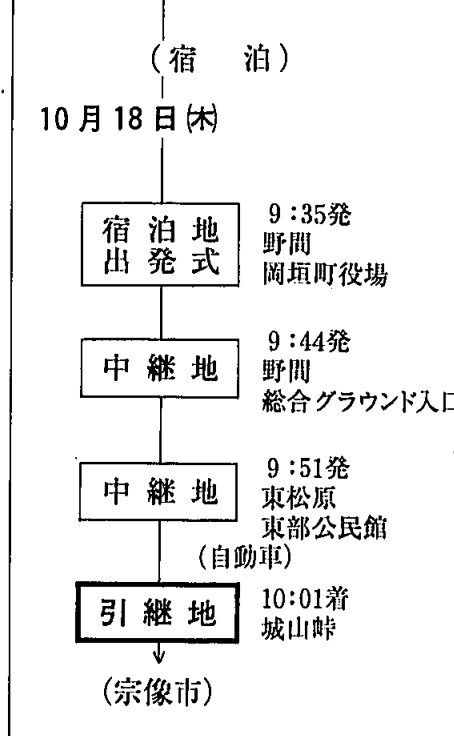 (宿 泊)
10月18日㈭
宿泊地
出発式
9:35発
野間
岡垣町役場
中継地
9:44発
野間
総合グラウンド入口
中継地
9:51発
東松原
東部公民館
(自動車)
引継地
10:01着
城山峠
(宗像市)